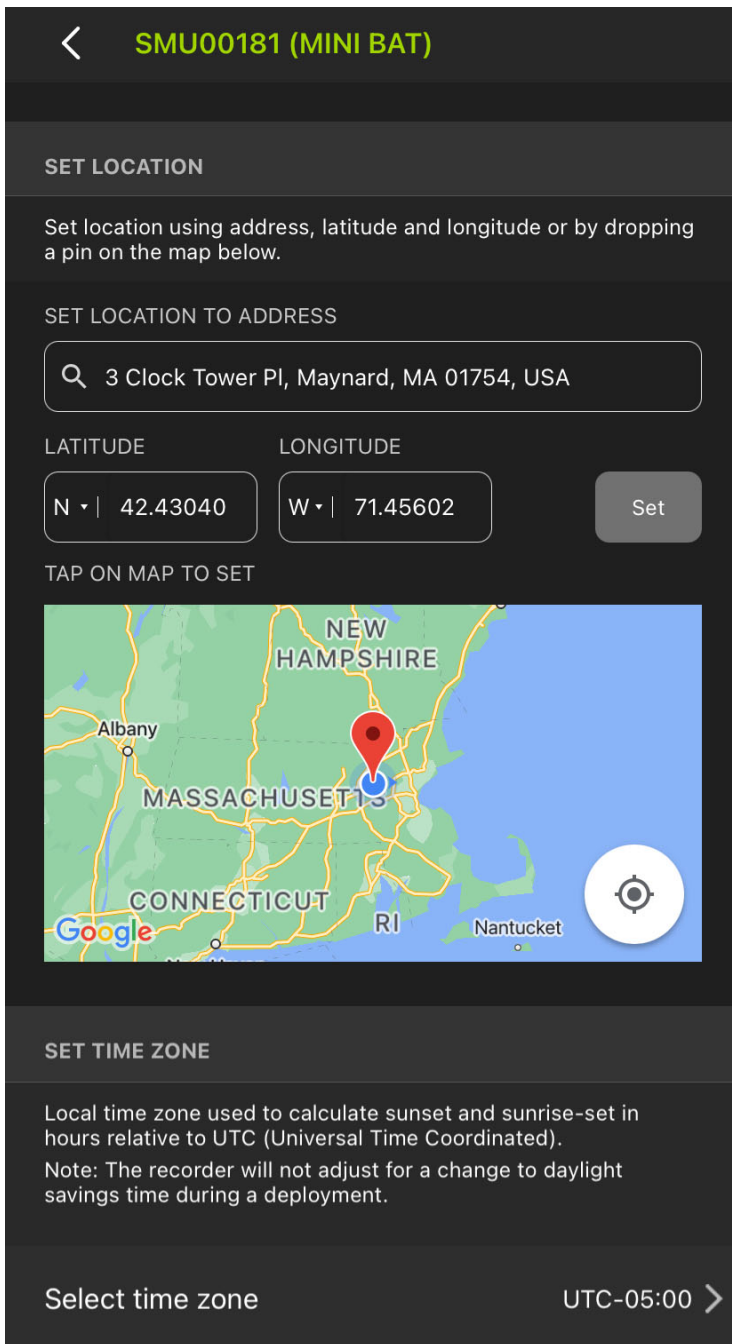 SMU00181 (MINI BAT)
SET LOCATION
Set location using address, latitude and longitude or by dropping
a pin on the map below.
SET LOCATION TO ADDRESS
3 Clock Tower Pl, Maynard, MA 01754, USA
LATITUDE LONGITUDE
N 42.43040 W 71.45602 Set
TAP ON MAP TO SET
NEW
HAMPSHIRE
Albany
MASSACHUSETTS
CONNECTICUT
RI
Nantucket
Google
SET TIME ZONE
Local time zone used to calculate sunset and sunrise-set in
hours relative to UTC (Universal Time Coordinated).
Note: The recorder will not adjust for a change to daylight
savings time during a deployment.
Select time zone UTC-05:00